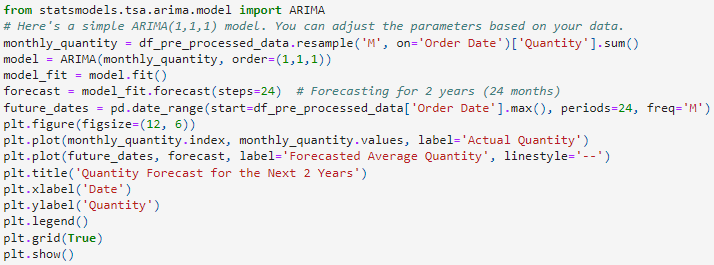 from statsmodels.tsa.arima.model import ARIMA
# Here's a simple ARIMA(1,1,1) model. You can adjust the parameters based on your data.
monthly_quantity = df_pre_processed_data.resample('M', on='Order Date')['Quantity'].sum()
model = ARIMA(monthly_quantity, order=(1,1,1))
model_fit = model.fit()
forecast = model_fit.forecast(steps=24)  # Forecasting for 2 years (24 months)
future_dates = pd.date_range(start=df_pre_processed_data['Order Date'].max(), periods=24, freq='M')
plt.figure(figsize=(12, 6))
plt.plot(monthly_quantity.index, monthly_quantity.values, label='Actual Quantity')
plt.plot(future_dates, forecast, label='Forecasted Average Quantity', linestyle='--')
plt.title('Quantity Forecast for the Next 2 Years')
plt.xlabel('Date')
plt.ylabel('Quantity')
plt.legend()
plt.grid(True)
plt.show()